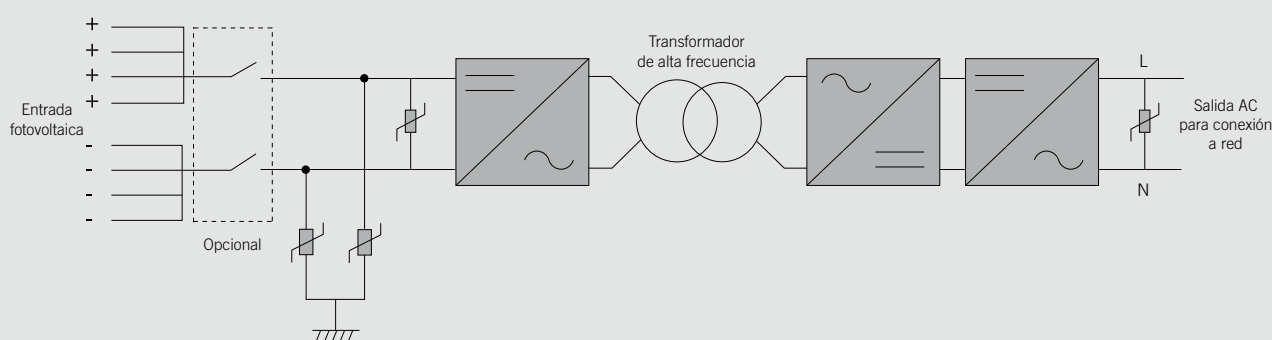 +
+
+
+
Entrada
fotovoltaica
-
-
-
-
Opcional
Transformador
de alta frecuencia
L
N
Salida AC
para conexión
a red